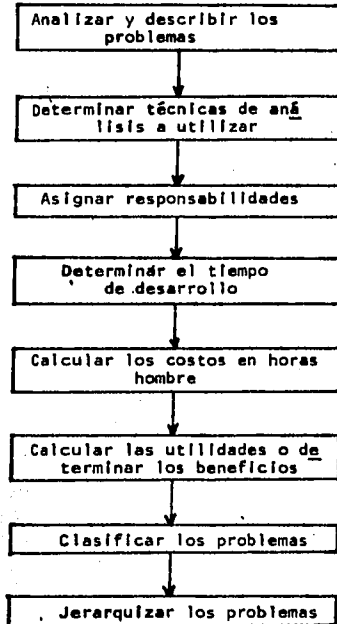 Analizar y describir los
problemas
Determinar técnicas de aná
lisis a utilizar
Asignar responsabilidades
Determinar el tiempo
de desarrollo
Calcular los costos en horas
hombre
Calcular las utilidades o de
terminar los beneficios
Clasificar los problemas
Jerarquizar los problemas